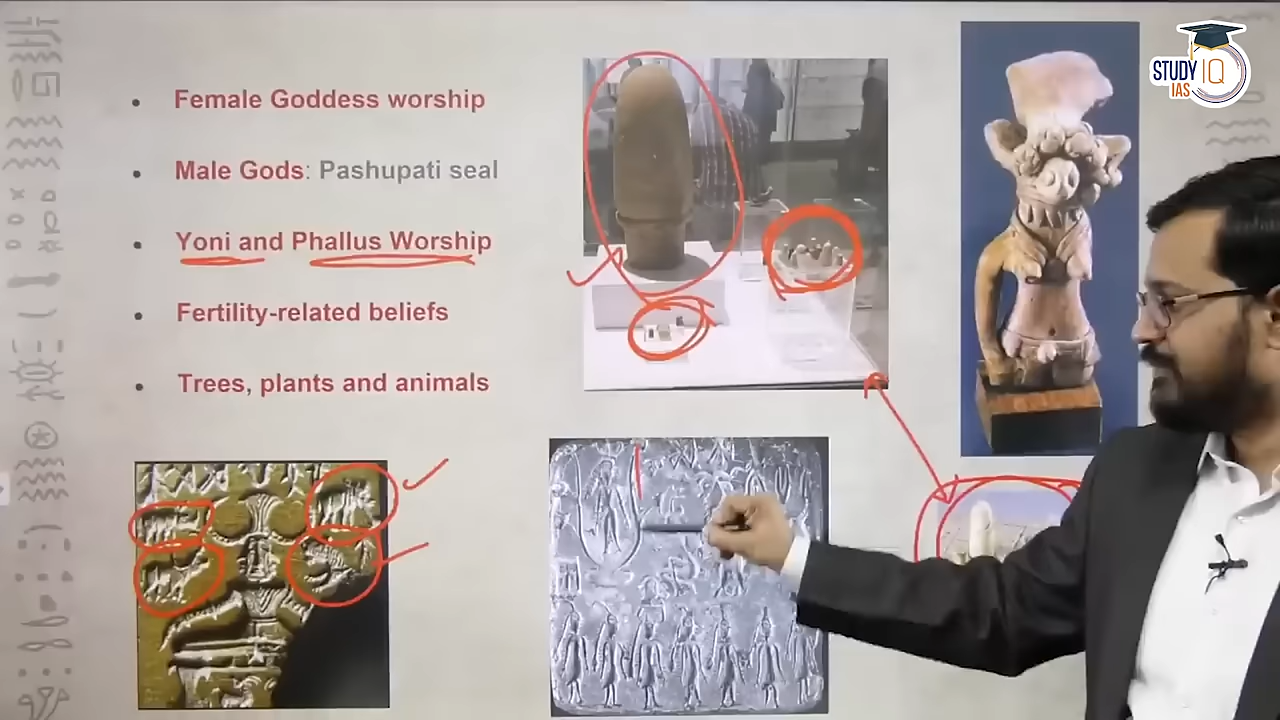 Female Goddess worship
Male Gods: Pashupati seal
Yoni and Phallus Worship
Fertility-related beliefs
Trees, plants and animals
STUDY IQ
IAS